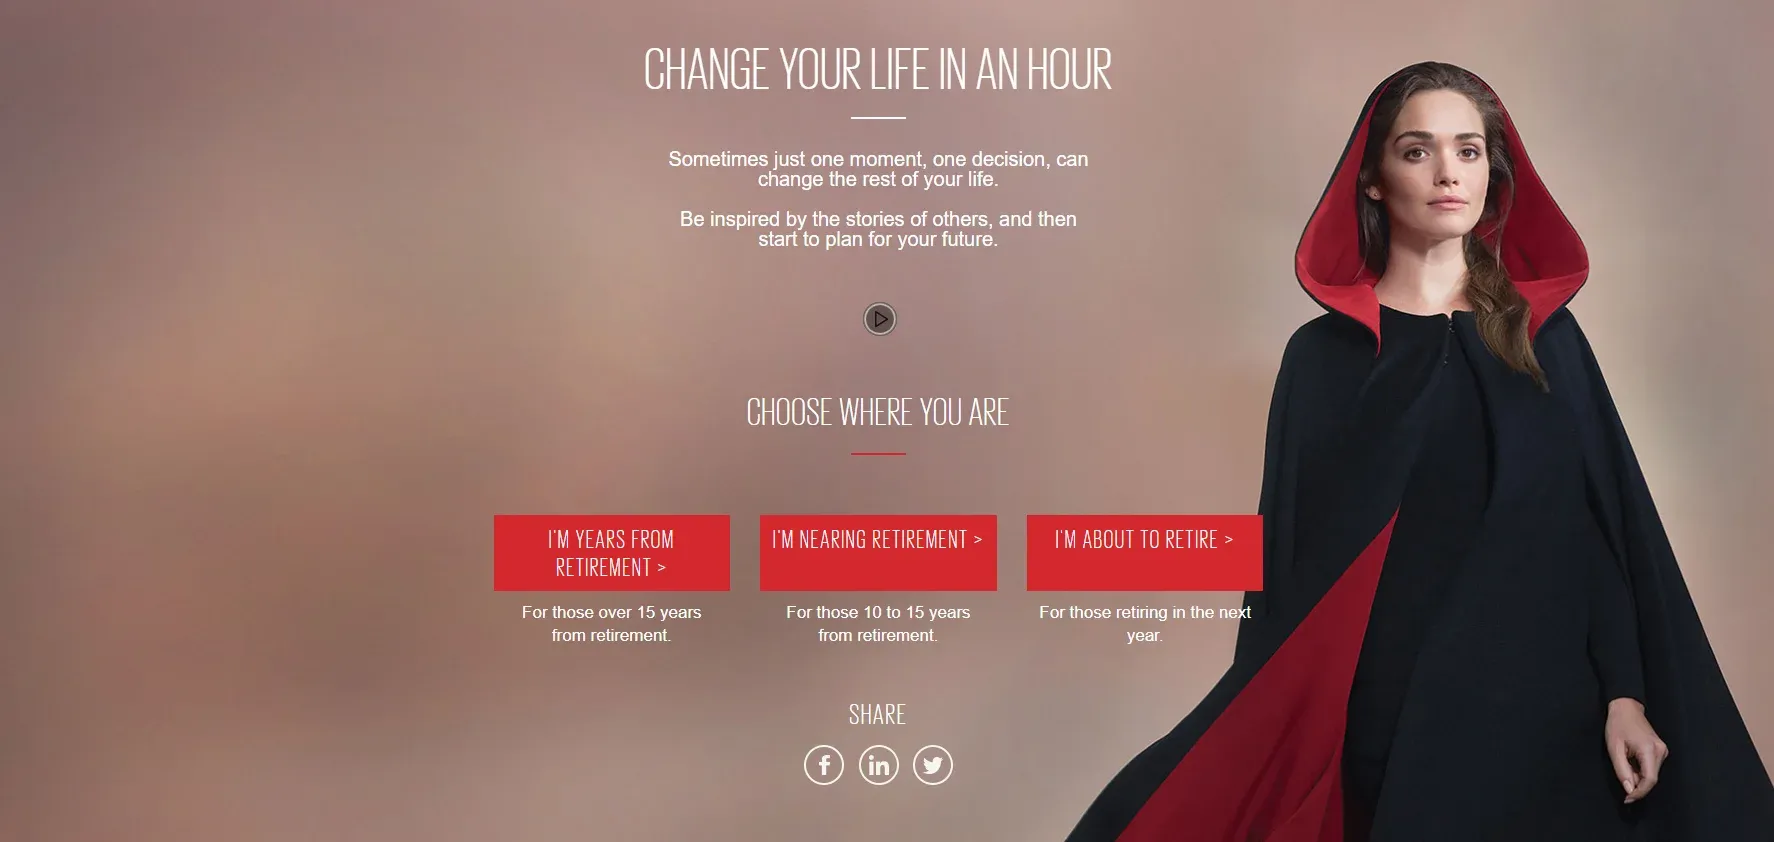 CHANGE YOUR LIFE IN AN HOUR
Sometimes just one moment, one decision, can
change the rest of your life.
Be inspired by the stories of others, and then
start to plan for your future.
CHOOSE WHERE YOU ARE
I'M YEARS FROM
RETIREMENT >
For those over 15 years
from retirement.
I'M NEARING RETIREMENT >
For those 10 to 15 years
from retirement.
I'M ABOUT TO RETIRE >
For those retiring in the next
year.
SHARE